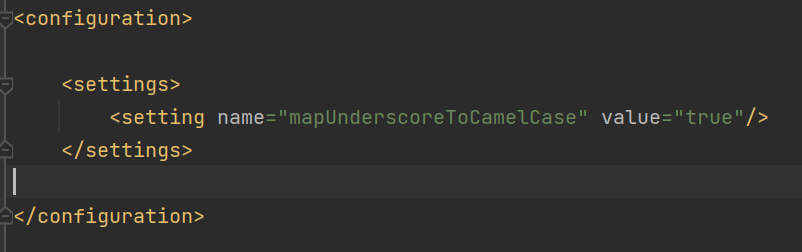 <configuration>
<settings>
<setting name="mapUnderscoreToCamelCase" value="true"/>
</settings>
</configuration>